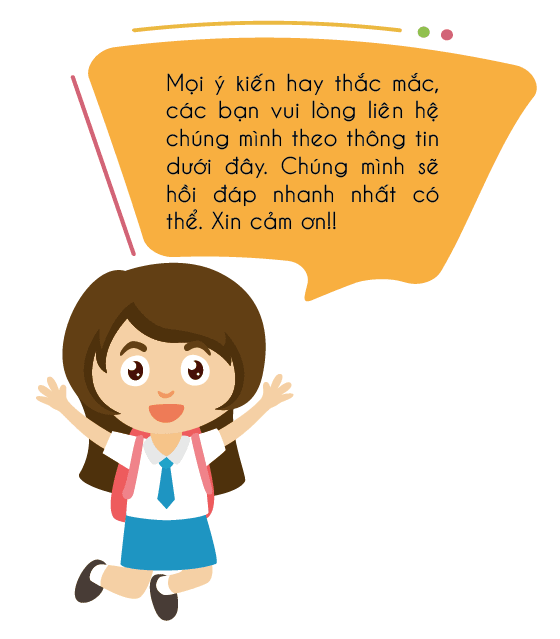 Mọi ý kiến hay thắc mắc,
các bạn vui lòng liên hệ
chúng mình theo thông tin
dưới đây. Chúng mình sẽ
hồi đáp nhanh nhất có
thể. Xin cảm ơn!!